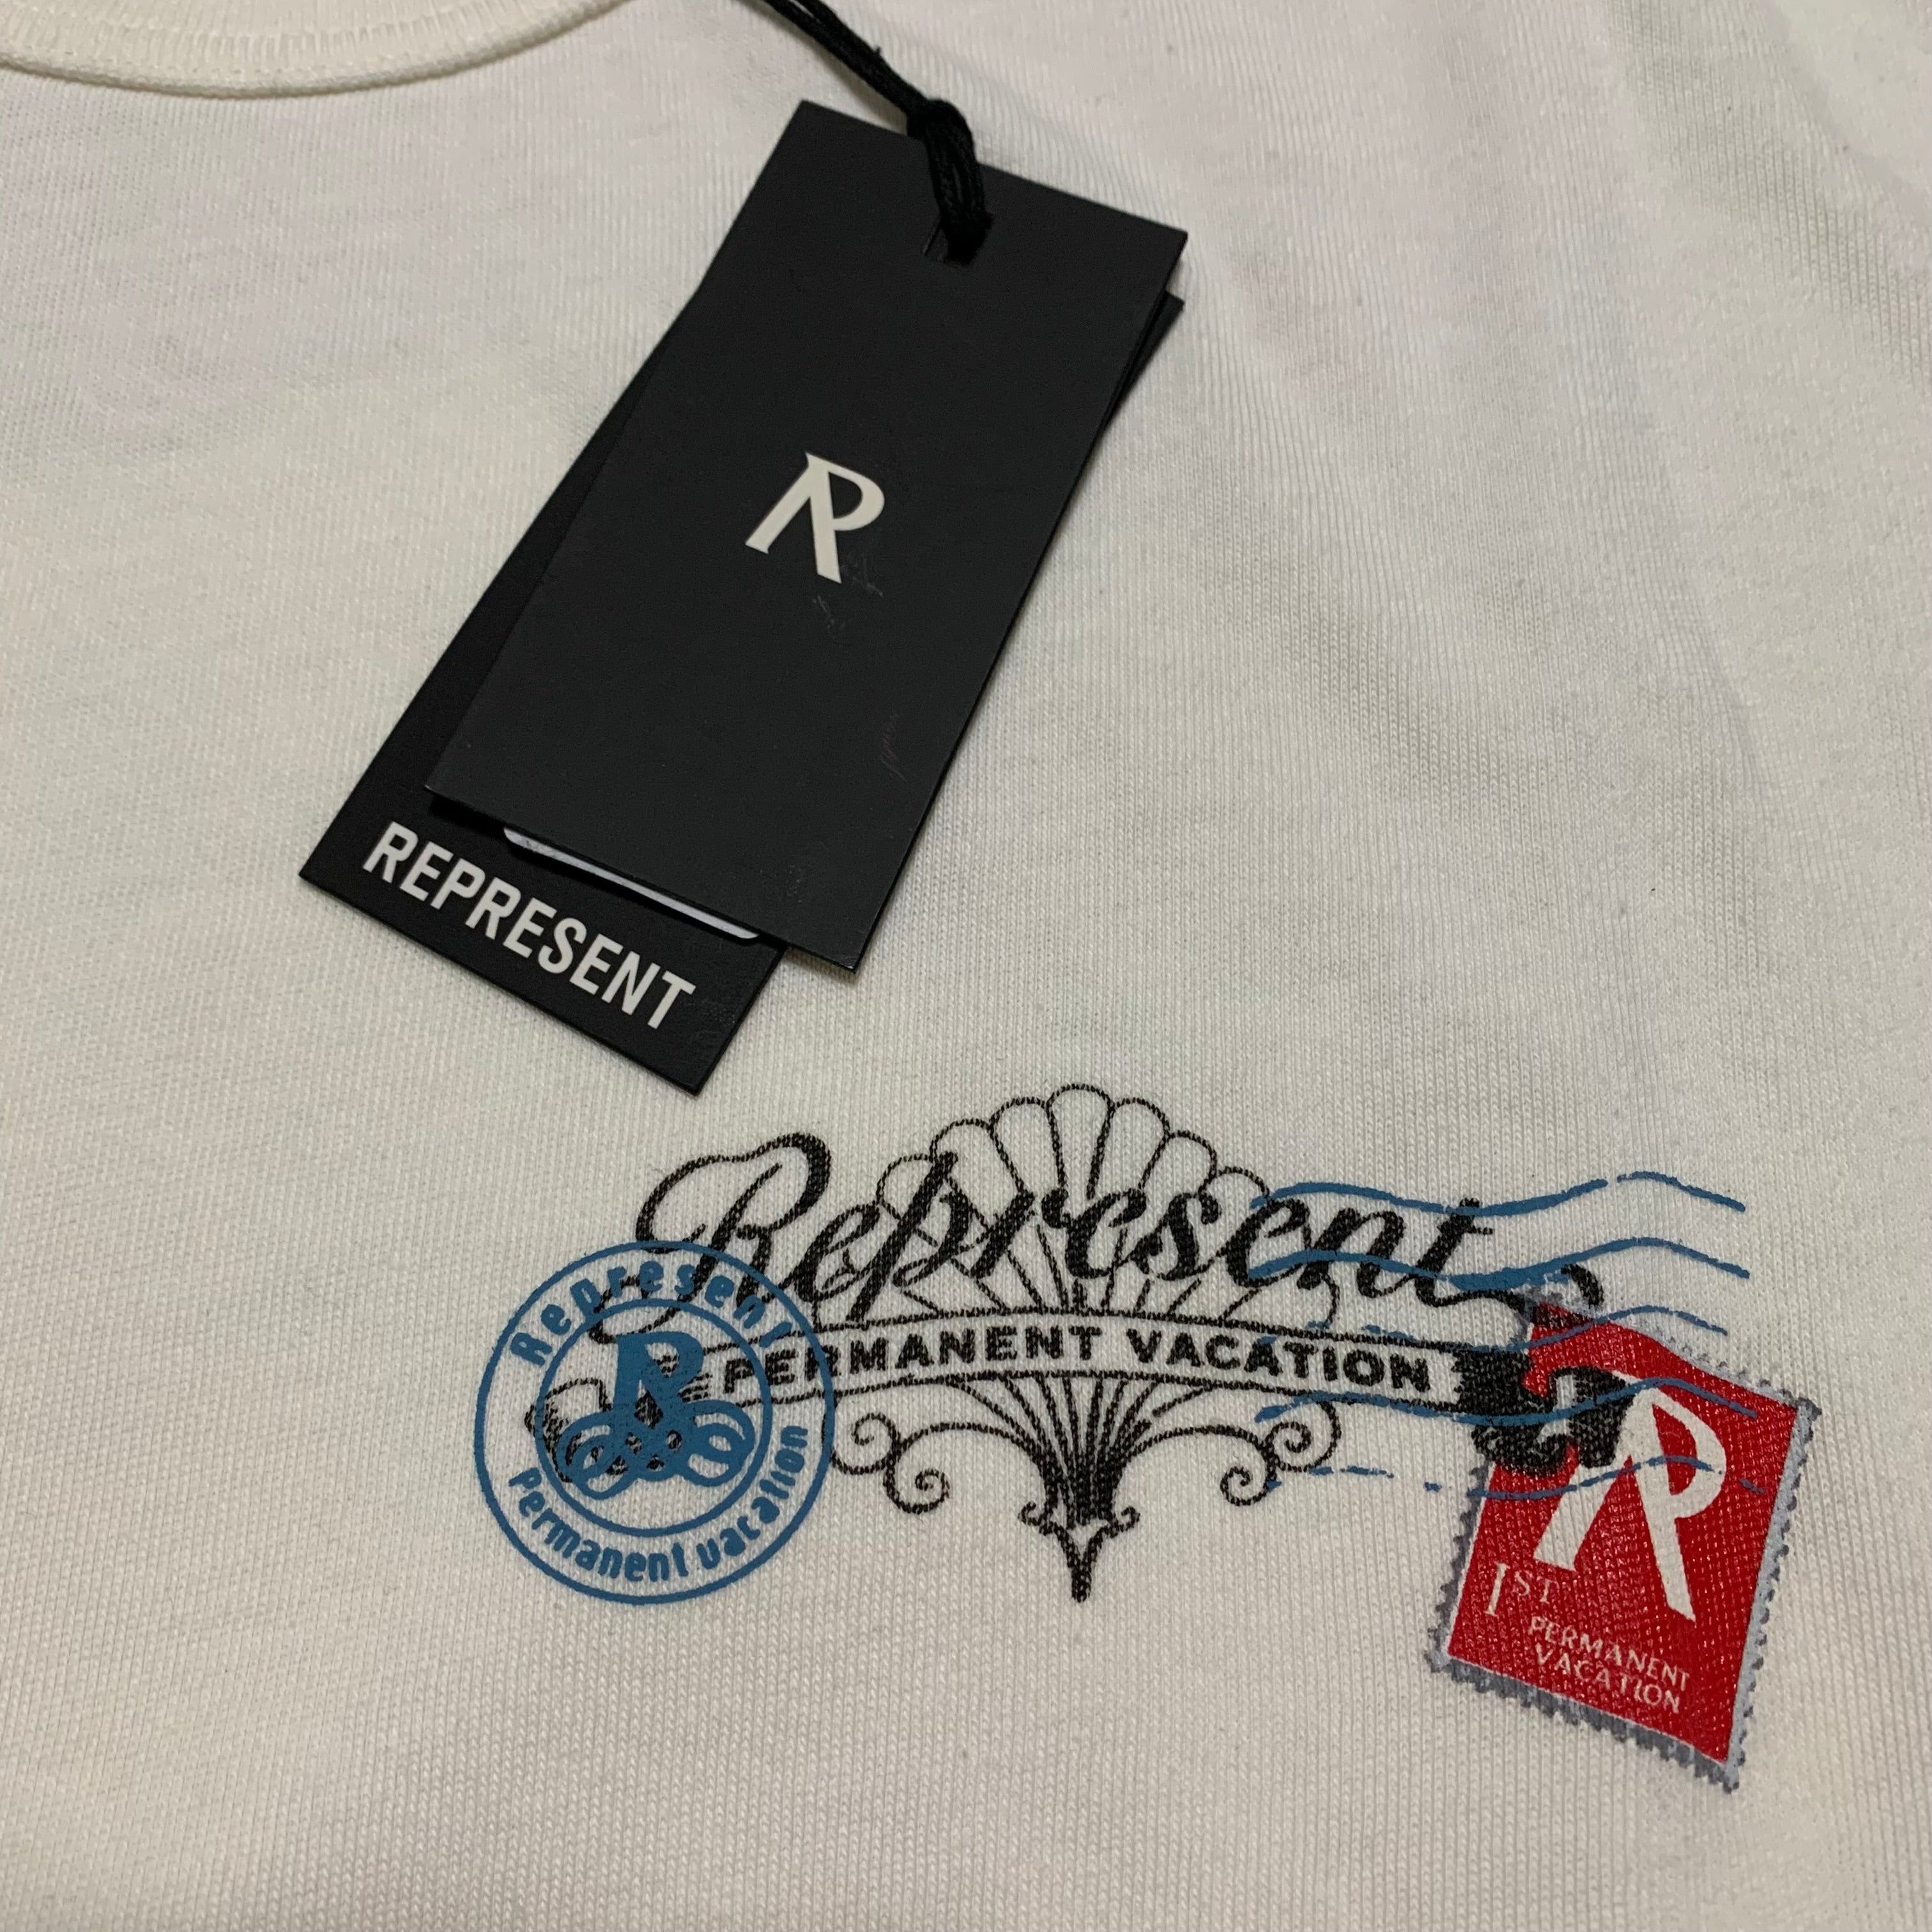 R
REPRESENT
Represent
PERMANENT VACATION
Represent
R
Permanent vacation
R
1ST
PERMANENT
VACATION